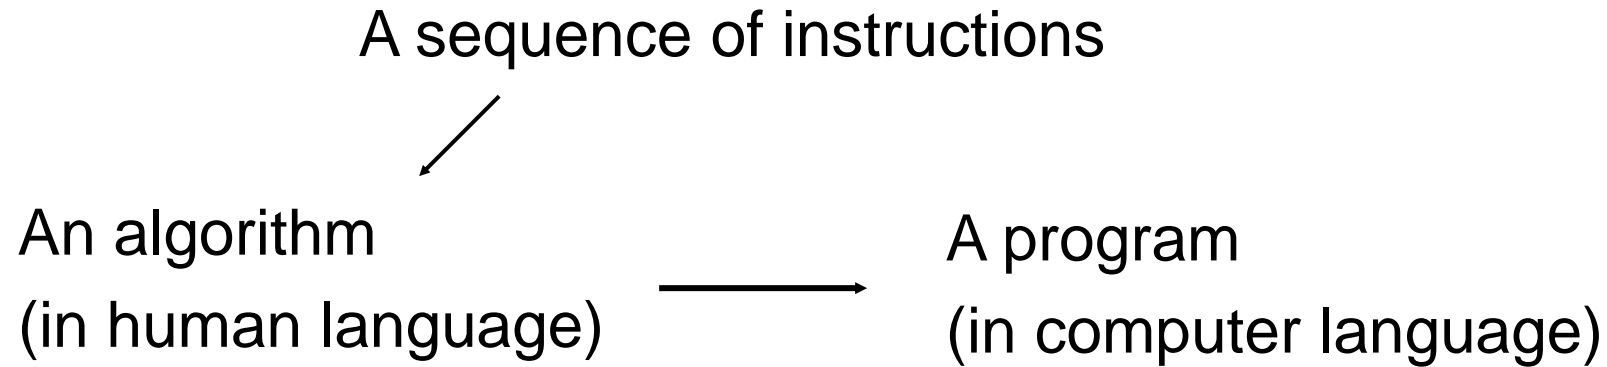 A sequence of instructions
An algorithm
(in human language)
A program
(in computer language)